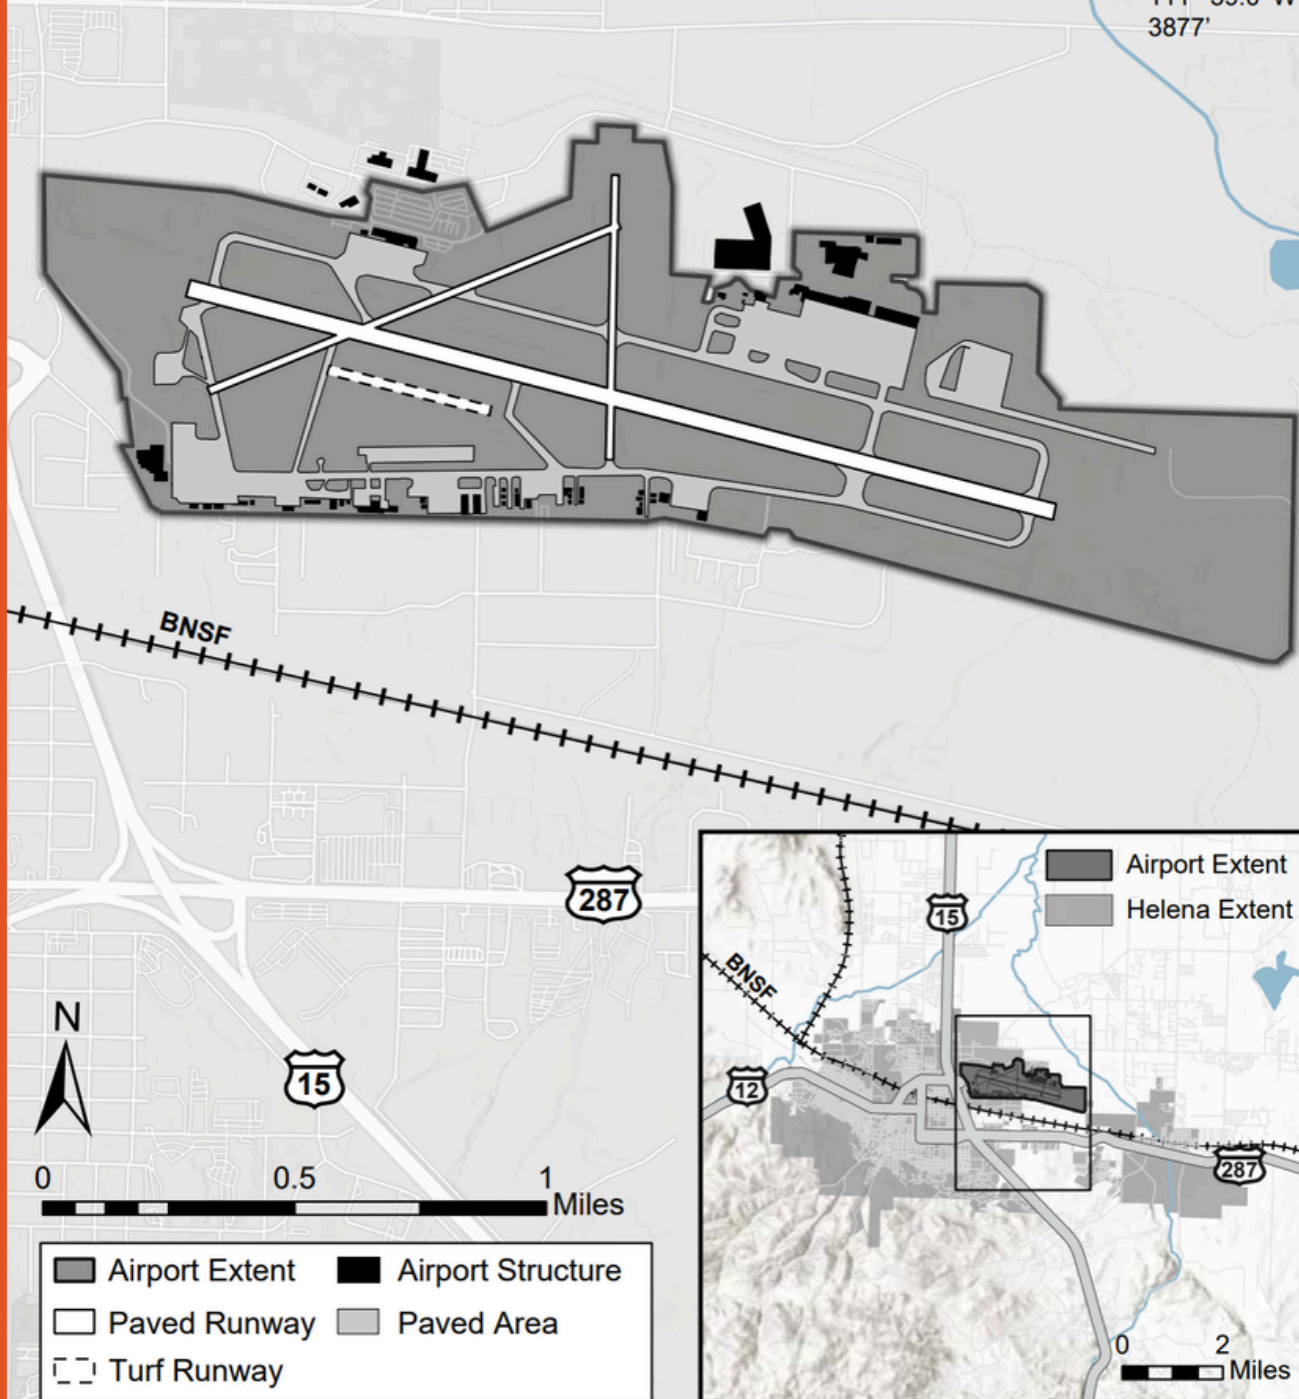 3877’
BNSF
287
15
N
0 0.5 1
Miles
Airport Extent
Airport Structure
Paved Runway
Paved Area
Turf Runway
Airport Extent
Helena Extent
15
BNSF
12
287
0 2
Miles